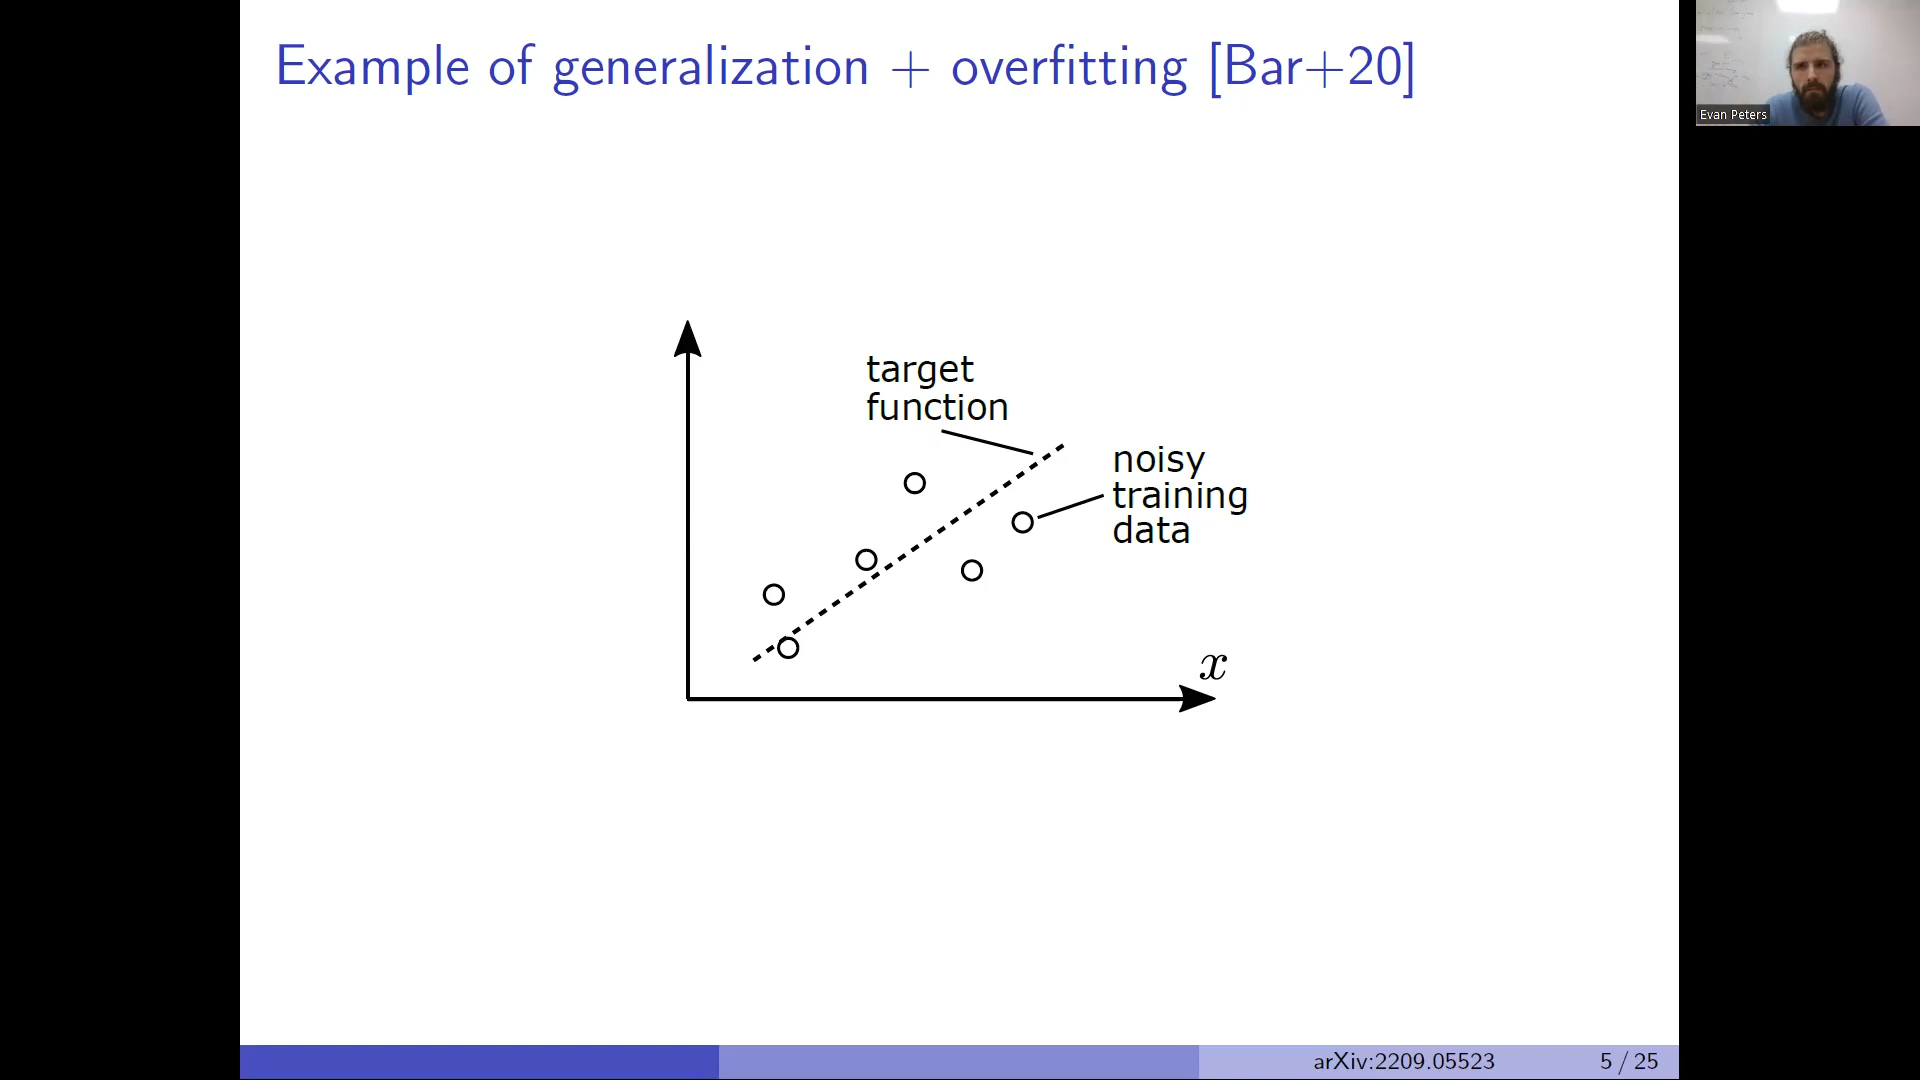 Example of generalization + overfitting [Bar+20]
Evan Peters
target
function
noisy
training
data
x
arXiv:2209.05523
5 / 25